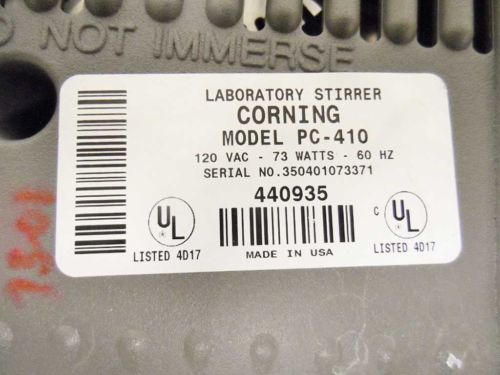 DO NOT IMMERSE
LABORATORY STIRRER
CORNING
MODEL PC-410
120 VAC - 73 WATTS - 60 HZ
SERIAL NO.350401073371
440935
UL
LISTED 4D17
MADE IN USA
C UL
LISTED 4D17